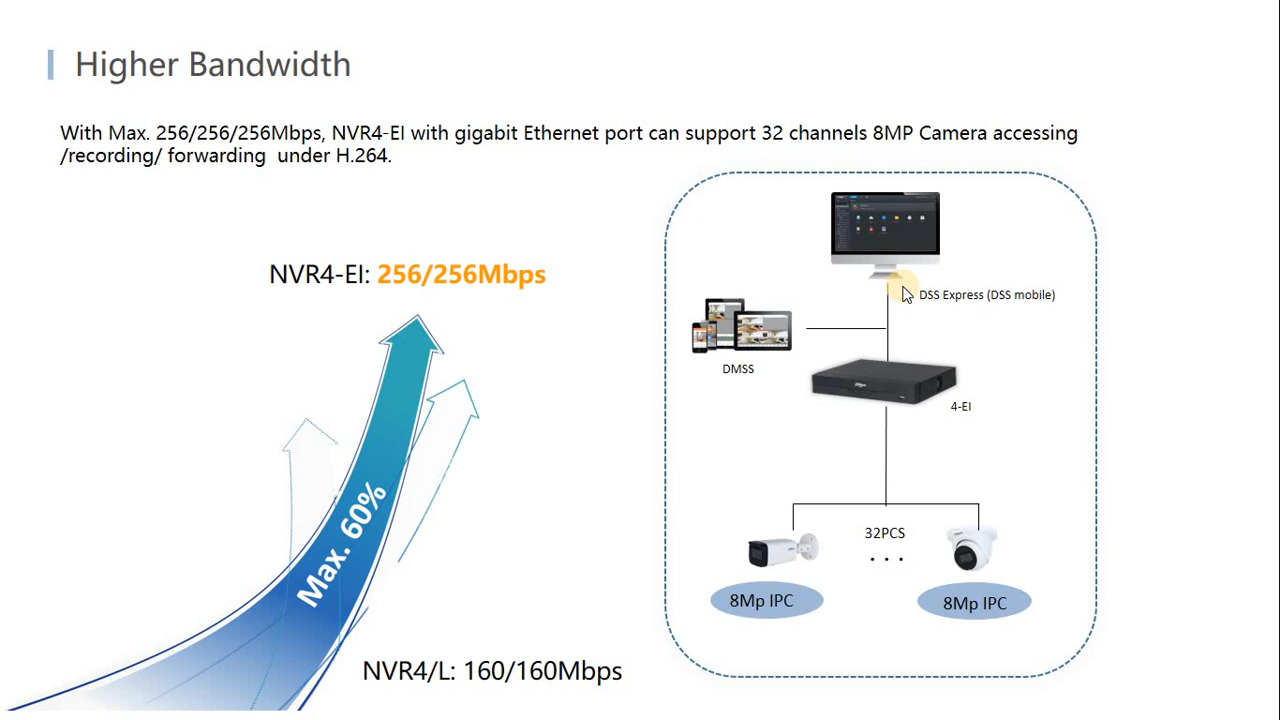 Higher Bandwidth
With Max. 256/256/256Mbps, NVR4-EI with gigabit Ethernet port can support 32 channels 8MP Camera accessing
/recording/ forwarding under H.264.
NVR4-EI: 256/256Mbps
DSS Express (DSS mobile)
DMSS
4-EI
Max. 60%
32PCS
. . .
8Mp IPC
8Mp IPC
NVR4/L: 160/160Mbps